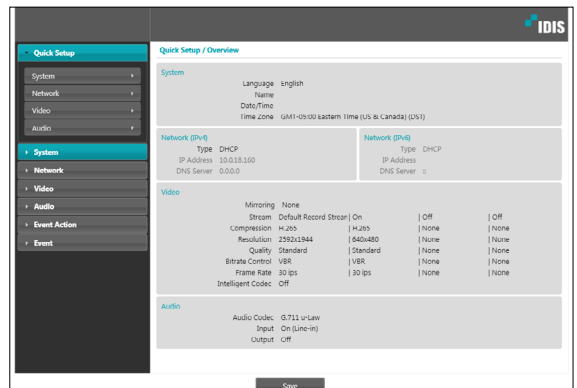 IDIS
Quick Setup
System
Network
Video
Audio
System
Network
Video
Audio
Event Action
Event
Quick Setup / Overview
System
Language English
Name
Date/Time
Time Zone GMT-05:00 Eastern Time (US & Canada) (DST)
Network (IPv4)
Type DHCP
IP Address 10.0.18.160
DNS Server 0.0.0.0
Network (IPv6)
Type DHCP
IP Address
DNS Server ::
Video
Mirroring None
Stream Default Record Stream | On | Off | Off
Compression H.265 | H.265 | None | None
Resolution 2592x1944 | 640x480 | None | None
Quality Standard | Standard | None | None
Bitrate Control VBR | VBR | None | None
Frame Rate 30 ips | 30 ips | None | None
Intelligent Codec Off
Audio
Audio Codec G.711 u-Law
Input On (Line-in)
Output Off
Save